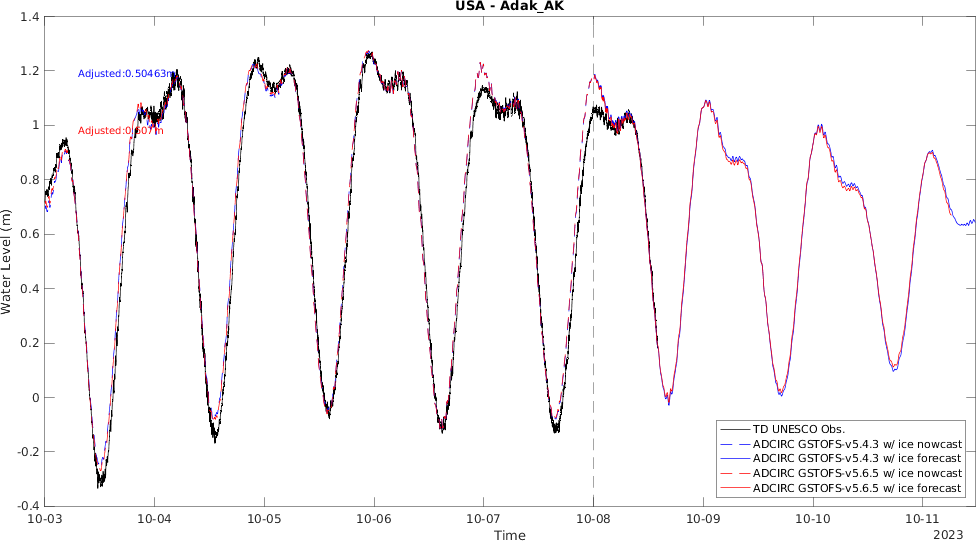 USA - Adak_AK
1.4
1.2
1
0.8
0.6
0.4
0.2
0
-0.2
-0.4
Water Level (m)
Adjusted:0.50463m
Adjusted:0.607m
TD UNESCO Obs.
ADCIRC GSTOFS-v5.4.3 w/ ice nowcast
ADCIRC GSTOFS-v5.4.3 w/ ice forecast
ADCIRC GSTOFS-v5.6.5 w/ ice nowcast
ADCIRC GSTOFS-v5.6.5 w/ ice forecast
10-03 10-04 10-05 10-06 10-07 10-08 10-09 10-10 10-11
Time
2023